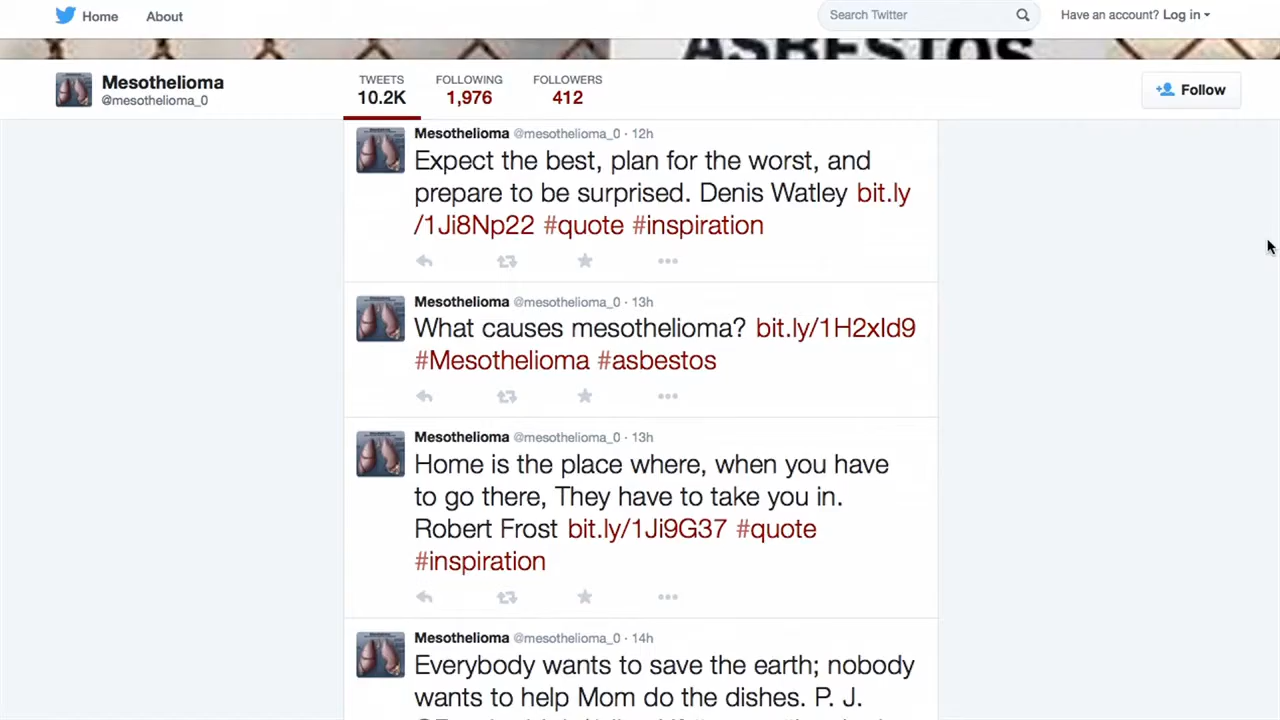 Home About Search Twitter Have an account? Log in
ASBESTOS
Mesothelioma
@mesothelioma_0
TWEETS FOLLOWING FOLLOWERS
10.2K 1,976 412
Follow
Mesothelioma @mesothelioma_0 · 12h
Expect the best, plan for the worst, and
prepare to be surprised. Denis Watley bit.ly
/1Ji8Np22 #quote #inspiration
Mesothelioma @mesothelioma_0 · 13h
What causes mesothelioma? bit.ly/1H2xId9
#Mesothelioma #asbestos
Mesothelioma @mesothelioma_0 · 13h
Home is the place where, when you have
to go there, They have to take you in.
Robert Frost bit.ly/1Ji9G37 #quote
#inspiration
Mesothelioma @mesothelioma_0 · 14h
Everybody wants to save the earth; nobody
wants to help Mom do the dishes. P. J.